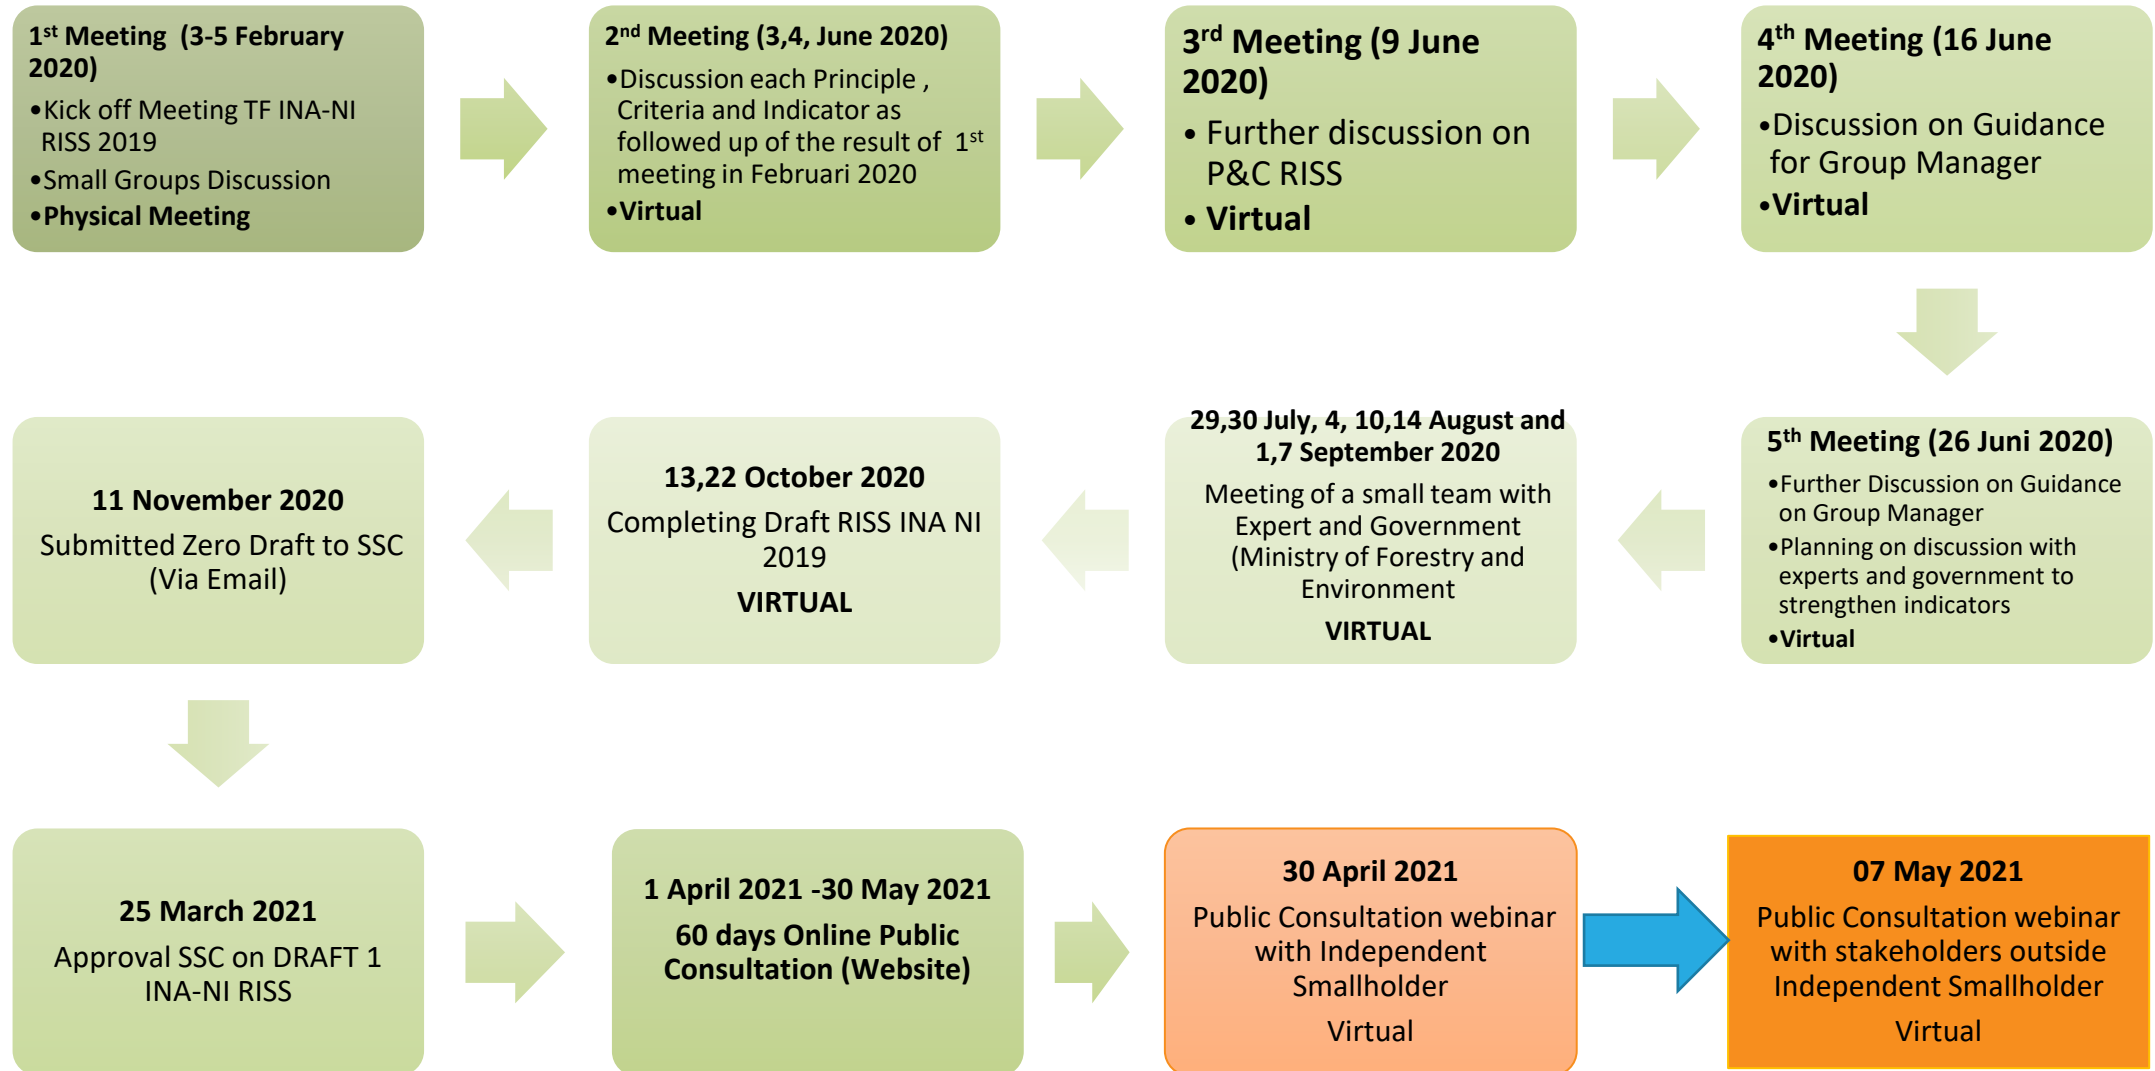 1st Meeting (3-5 February
2020)
•Kick off Meeting TF INA-NI
RISS 2019
•Small Groups Discussion
•Physical Meeting
2nd Meeting (3,4, June 2020)
•Discussion each Principle ,
Criteria and Indicator as
followed up of the result of 1st
meeting in Februari 2020
•Virtual
3rd Meeting (9 June
2020)
• Further discussion on
P&C RISS
• Virtual
4th Meeting (16 June
2020)
•Discussion on Guidance
for Group Manager
•Virtual
5th Meeting (26 Juni 2020)
•Further Discussion on Guidance
on Group Manager
•Planning on discussion with
experts and government to
strengthen indicators
•Virtual
29,30 July, 4, 10,14 August and
1,7 September 2020
Meeting of a small team with
Expert and Government
(Ministry of Forestry and
Environment
VIRTUAL
13,22 October 2020
Completing Draft RISS INA NI
2019
VIRTUAL
11 November 2020
Submitted Zero Draft to SSC
(Via Email)
25 March 2021
Approval SSC on DRAFT 1
INA-NI RISS
1 April 2021 -30 May 2021
60 days Online Public
Consultation (Website)
30 April 2021
Public Consultation webinar
with Independent
Smallholder
Virtual
07 May 2021
Public Consultation webinar
with stakeholders outside
Independent Smallholder
Virtual